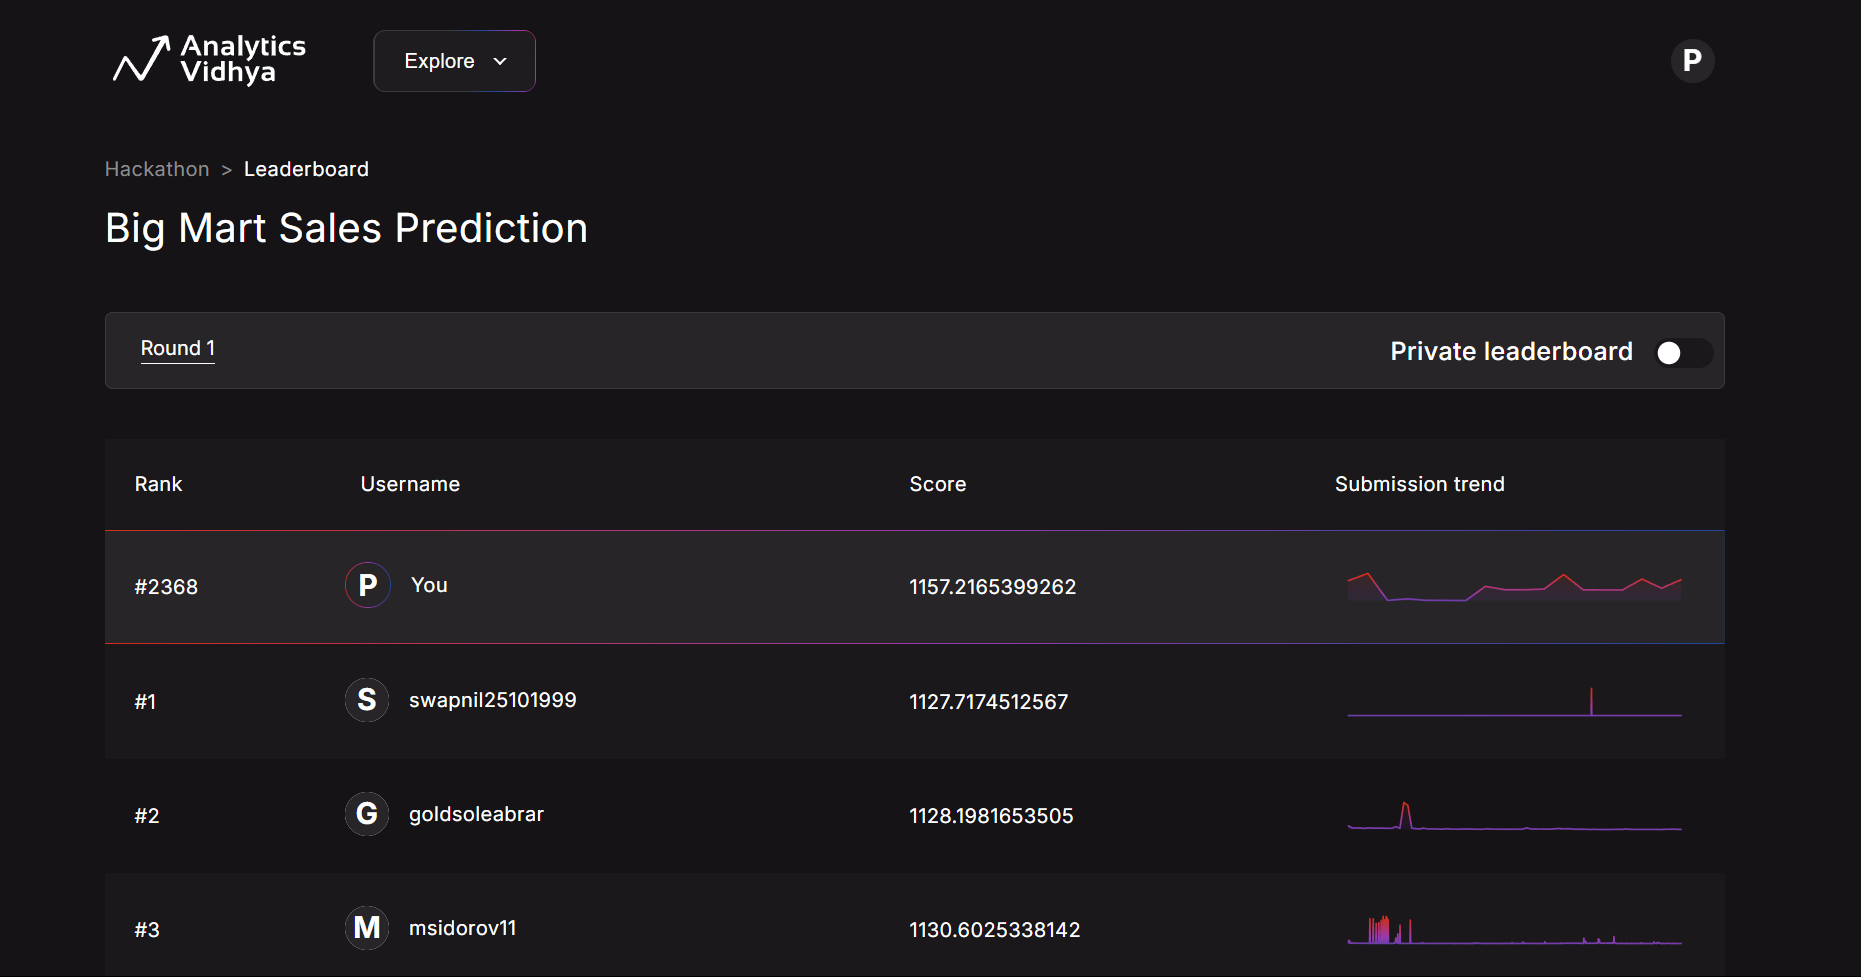 Analytics
Vidhya
Explore
P
Hackathon > Leaderboard
Big Mart Sales Prediction
Round 1
Private leaderboard
Rank Username Score Submission trend
#2368 P You 1157.2165399262
#1 S swapnil25101999 1127.7174512567
#2 G goldsoleabrar 1128.1981653505
#3 M msidorov11 1130.6025338142